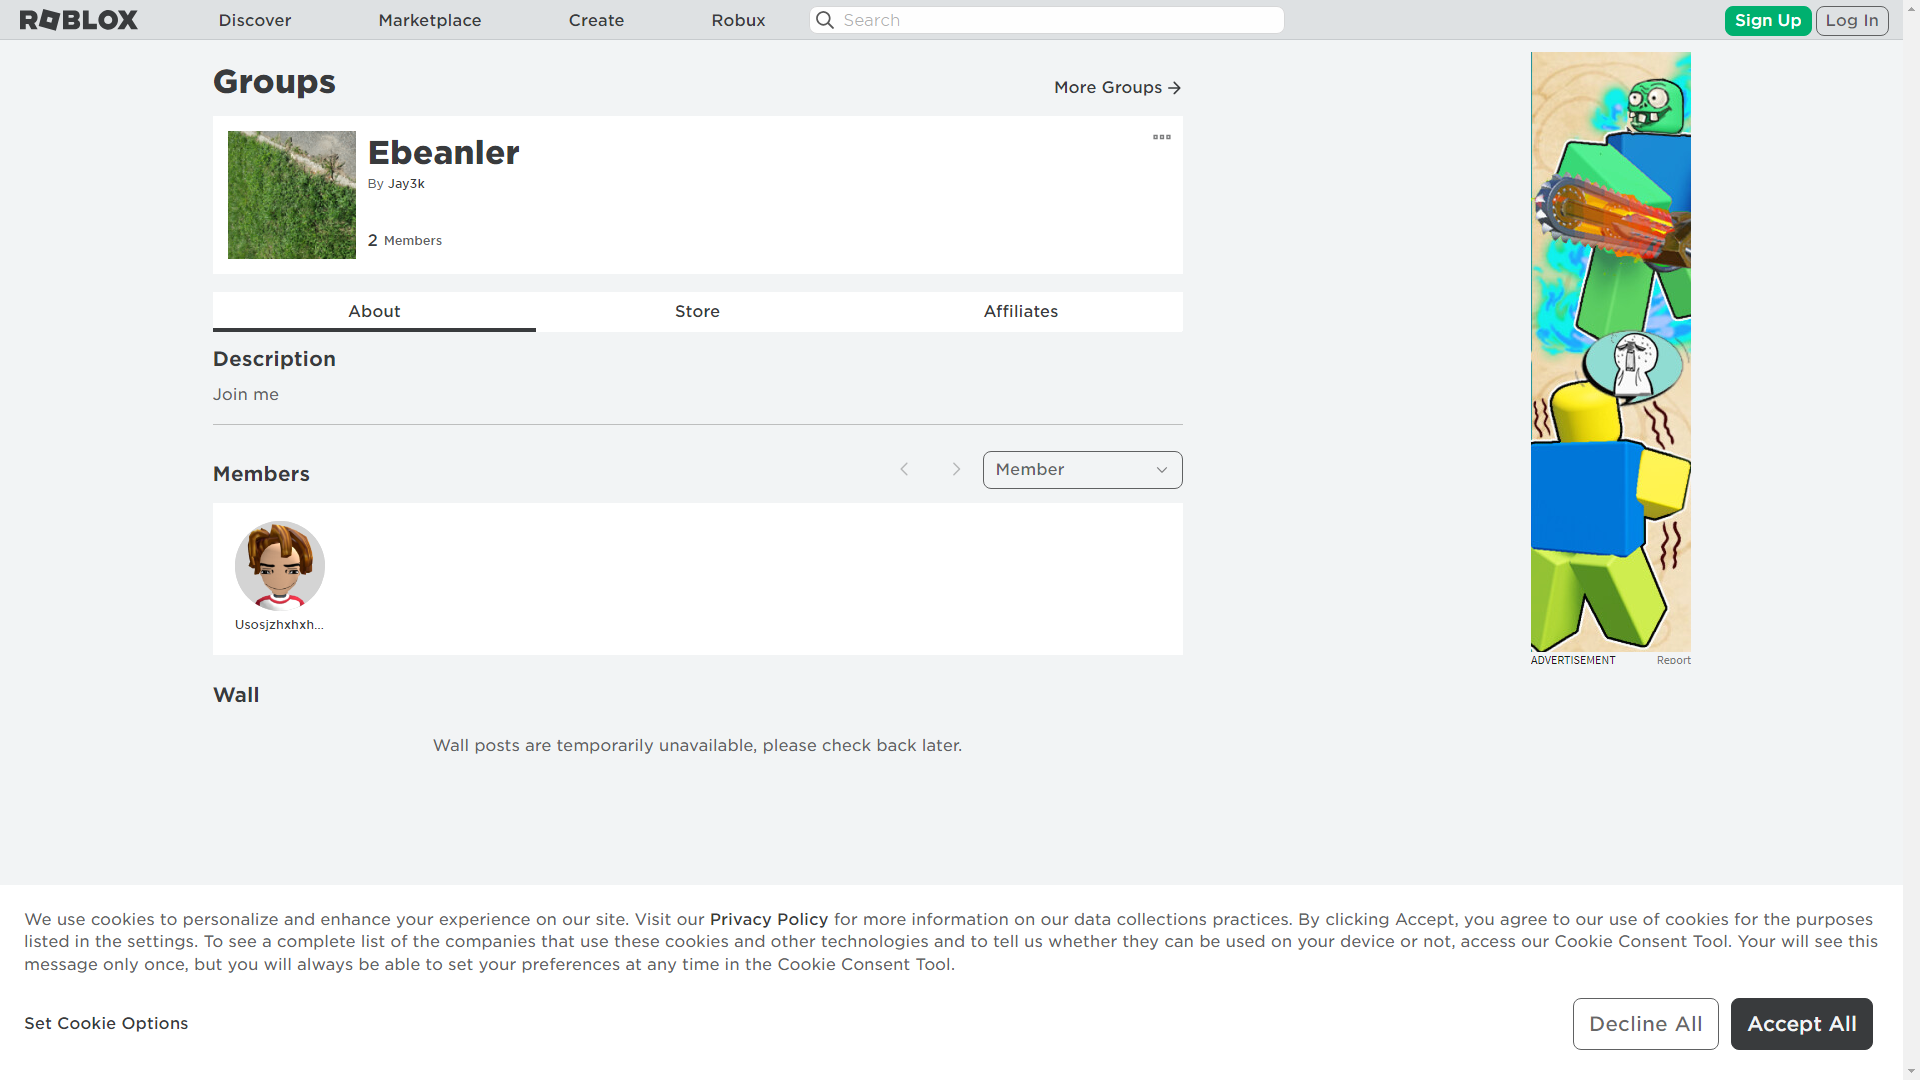 ROBLOX
Discover
Marketplace
Create
Robux
Search
Sign Up
Log In
Groups
More Groups
Ebeanler
By Jay3k
2 Members
About
Store
Affiliates
Description
Join me
Members
Member
Usosjzhxhxh...
Wall
Wall posts are temporarily unavailable, please check back later.
ADVERTISEMENT
Report
We use cookies to personalize and enhance your experience on our site. Visit our Privacy Policy for more information on our data collections practices. By clicking Accept, you agree to our use of cookies for the purposes
listed in the settings. To see a complete list of the companies that use these cookies and other technologies and to tell us whether they can be used on your device or not, access our Cookie Consent Tool. Your will see this
message only once, but you will always be able to set your preferences at any time in the Cookie Consent Tool.
Set Cookie Options
Decline All
Accept All